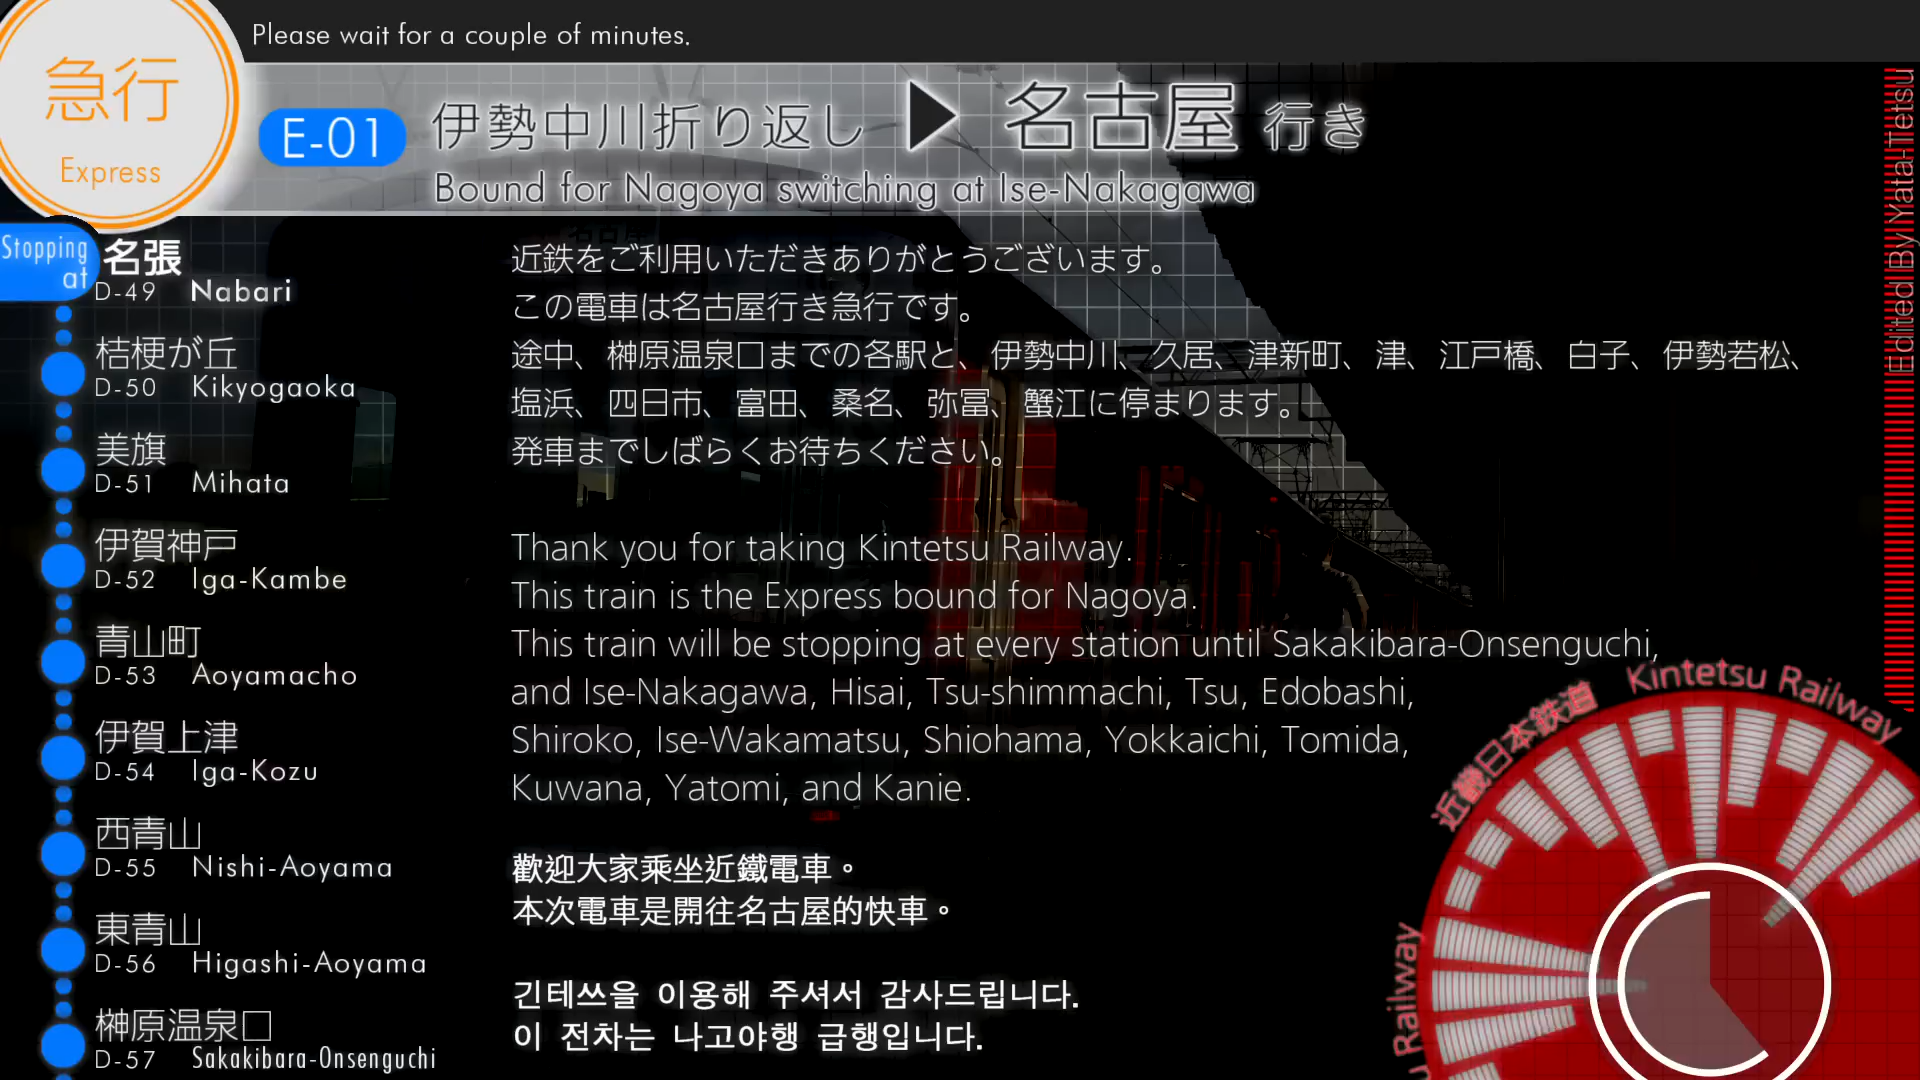 Please wait for a couple of minutes.
急行
Express
E-01
伊勢中川折り返し ▶ 名古屋 行き
Bound for Nagoya switching at Ise-Nakagawa
Stopping at
名張
D-49 Nabari
桔梗が丘
D-50 Kikyogaoka
美旗
D-51 Mihata
伊賀神戸
D-52 Iga-Kambe
青山町
D-53 Aoyamacho
伊賀上津
D-54 Iga-Kozu
西青山
D-55 Nishi-Aoyama
東青山
D-56 Higashi-Aoyama
榊原温泉口
D-57 Sakakibara-Onsenguchi
近鉄をご利用いただきありがとうございます。
この電車は名古屋行き急行です。
途中、榊原温泉口までの各駅と、伊勢中川、久居、津新町、津、江戸橋、白子、伊勢若松、
塩浜、四日市、富田、桑名、弥冨、蟹江に停まります。
発車までしばらくお待ちください。
Thank you for taking Kintetsu Railway.
This train is the Express bound for Nagoya.
This train will be stopping at every station until Sakakibara-Onsenguchi,
and Ise-Nakagawa, Hisai, Tsu-shimmachi, Tsu, Edobashi,
Shiroko, Ise-Wakamatsu, Shiohama, Yokkaichi, Tomida,
Kuwana, Yatomi, and Kanie.
歡迎大家乘坐近鐵電車。
本次電車是開往名古屋的快車。
긴테쓰을 이용해 주셔서 감사드립니다.
이 전차는 나고야행 급행입니다.
Edited By Yata-Tetsu
近畿日本鉄道 Kintetsu Railway
u Railway